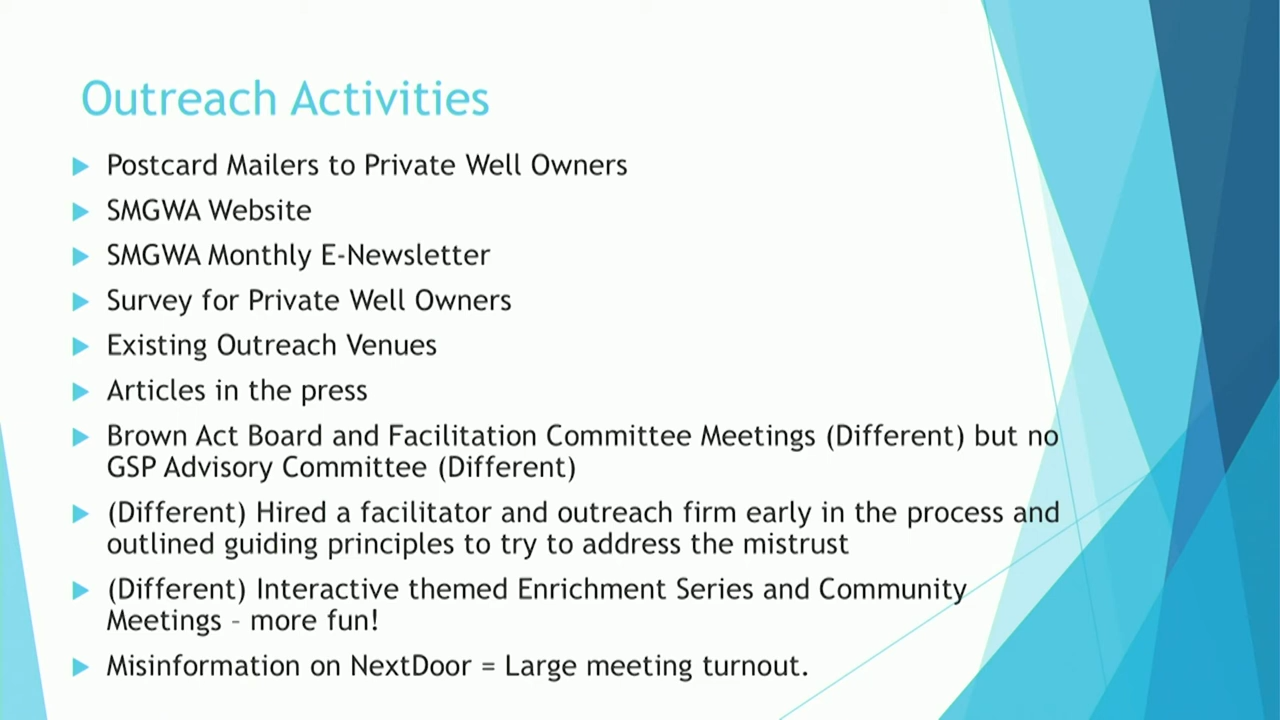 Outreach Activities
Postcard Mailers to Private Well Owners
SMGWA Website
SMGWA Monthly E-Newsletter
Survey for Private Well Owners
Existing Outreach Venues
Articles in the press
Brown Act Board and Facilitation Committee Meetings (Different) but no
GSP Advisory Committee (Different)
(Different) Hired a facilitator and outreach firm early in the process and
outlined guiding principles to try to address the mistrust
(Different) Interactive themed Enrichment Series and Community
Meetings – more fun!
Misinformation on NextDoor = Large meeting turnout.